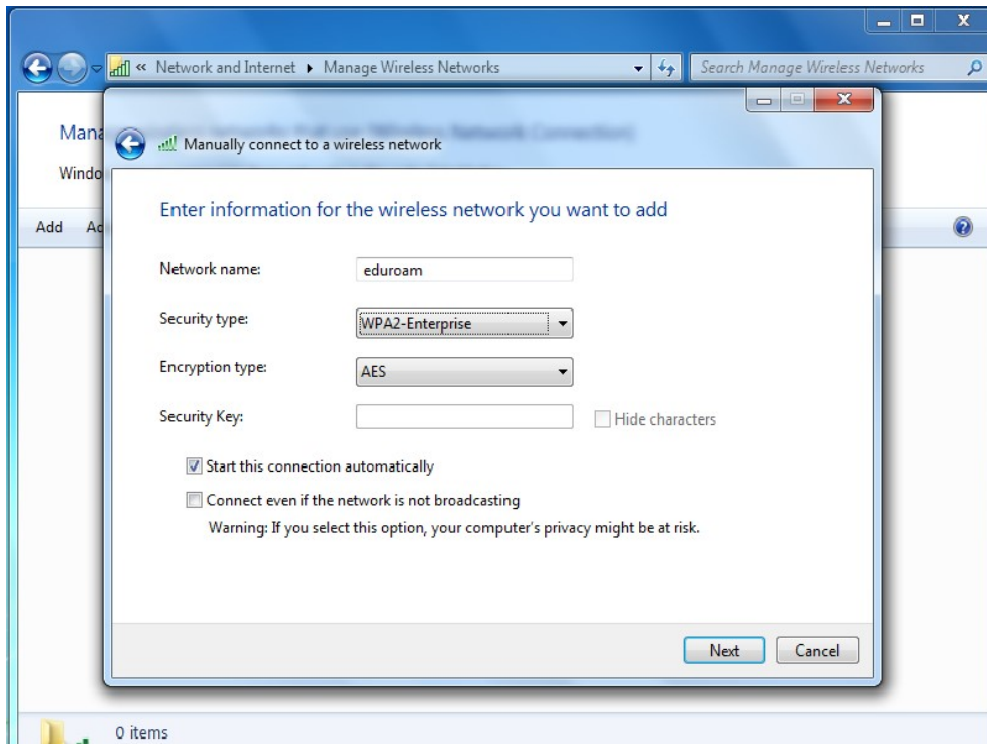 « Network and Internet ▸ Manage Wireless Networks
Search Manage Wireless Networks
Mana
Manually connect to a wireless network
Windo
Enter information for the wireless network you want to add
Add Ad
Network name: eduroam
Security type: WPA2-Enterprise
Encryption type: AES
Security Key:
Hide characters
Start this connection automatically
Connect even if the network is not broadcasting
Warning: If you select this option, your computer's privacy might be at risk.
Next Cancel
0 items